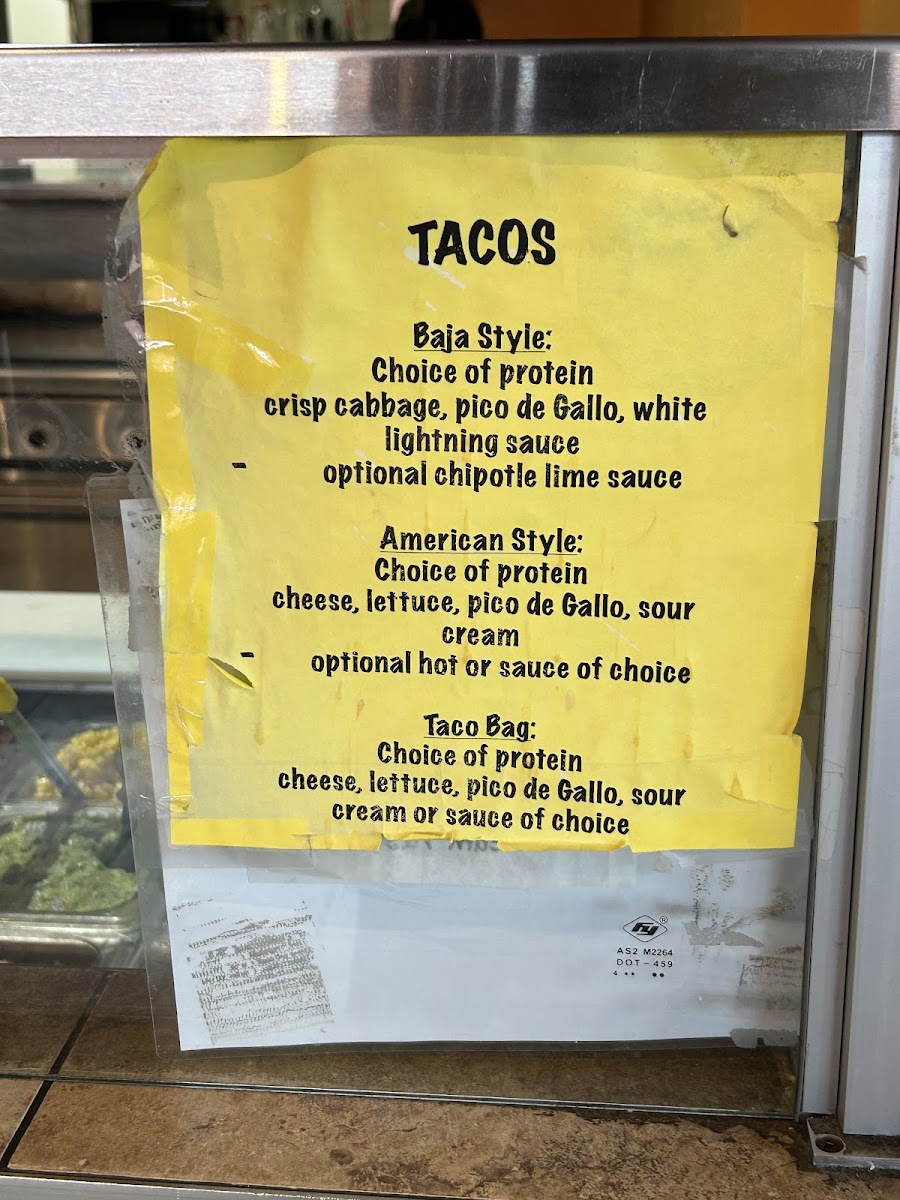 TACOS
Baja Style:
Choice of protein
crisp cabbage, pico de Gallo, white
lightning sauce
- optional chipotle lime sauce
American Style:
Choice of protein
cheese, lettuce, pico de Gallo, sour
cream
- optional hot or sauce of choice
Taco Bag:
Choice of protein
cheese, lettuce, pico de Gallo, sour
cream or sauce of choice
AS2 M2264
DOT-459
4 •• ••